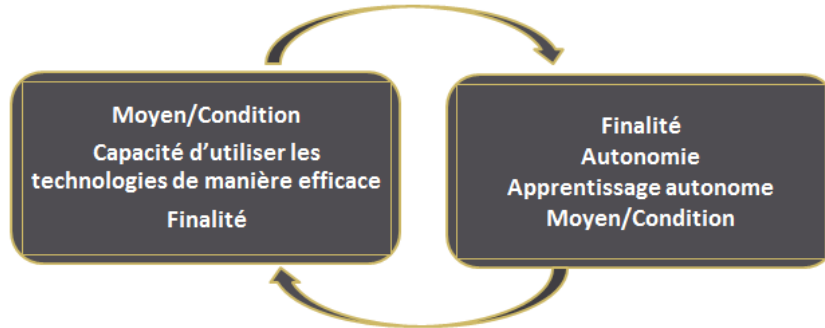 Moyen/Condition
Capacité d'utiliser les
technologies de manière efficace
Finalité
Finalité
Autonomie
Apprentissage autonome
Moyen/Condition